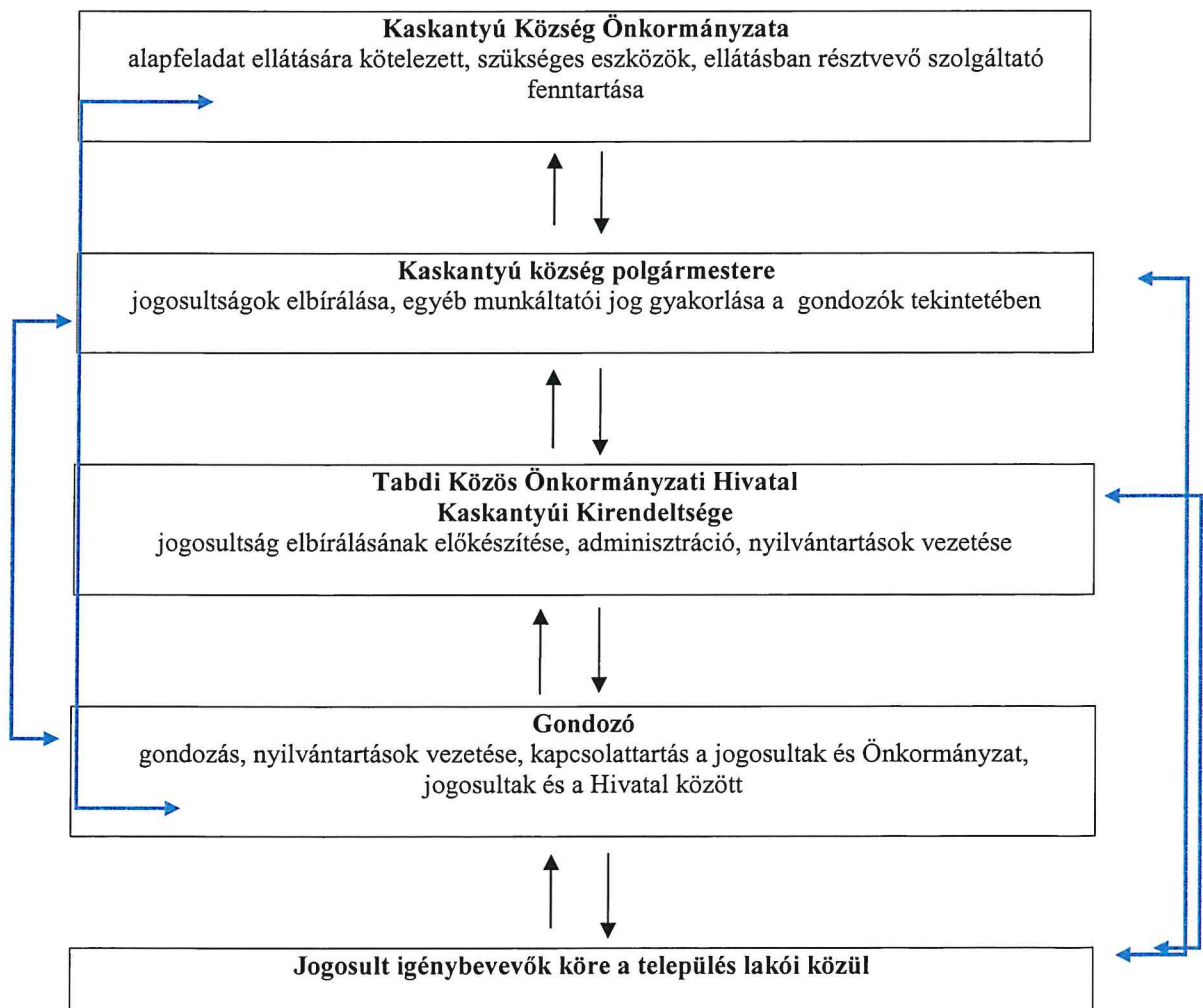 Kaskantyú Község Önkormányzata
alapfeladat ellátására kötelezett, szükséges eszközök, ellátásban résztvevő szolgáltató
fenntartása
Kaskantyú község polgármestere
jogosultságok elbírálása, egyéb munkáltatói jog gyakorlása a gondozók tekintetében
Tabdi Közös Önkormányzati Hivatal
Kaskantyúi Kirendeltsége
jogosultság elbírálásának előkészítése, adminisztráció, nyilvántartások vezetése
Gondozó
gondozás, nyilvántartások vezetése, kapcsolattartás a jogosultak és Önkormányzat,
jogosultak és a Hivatal között
Jogosult igénybevevők köre a település lakói közül